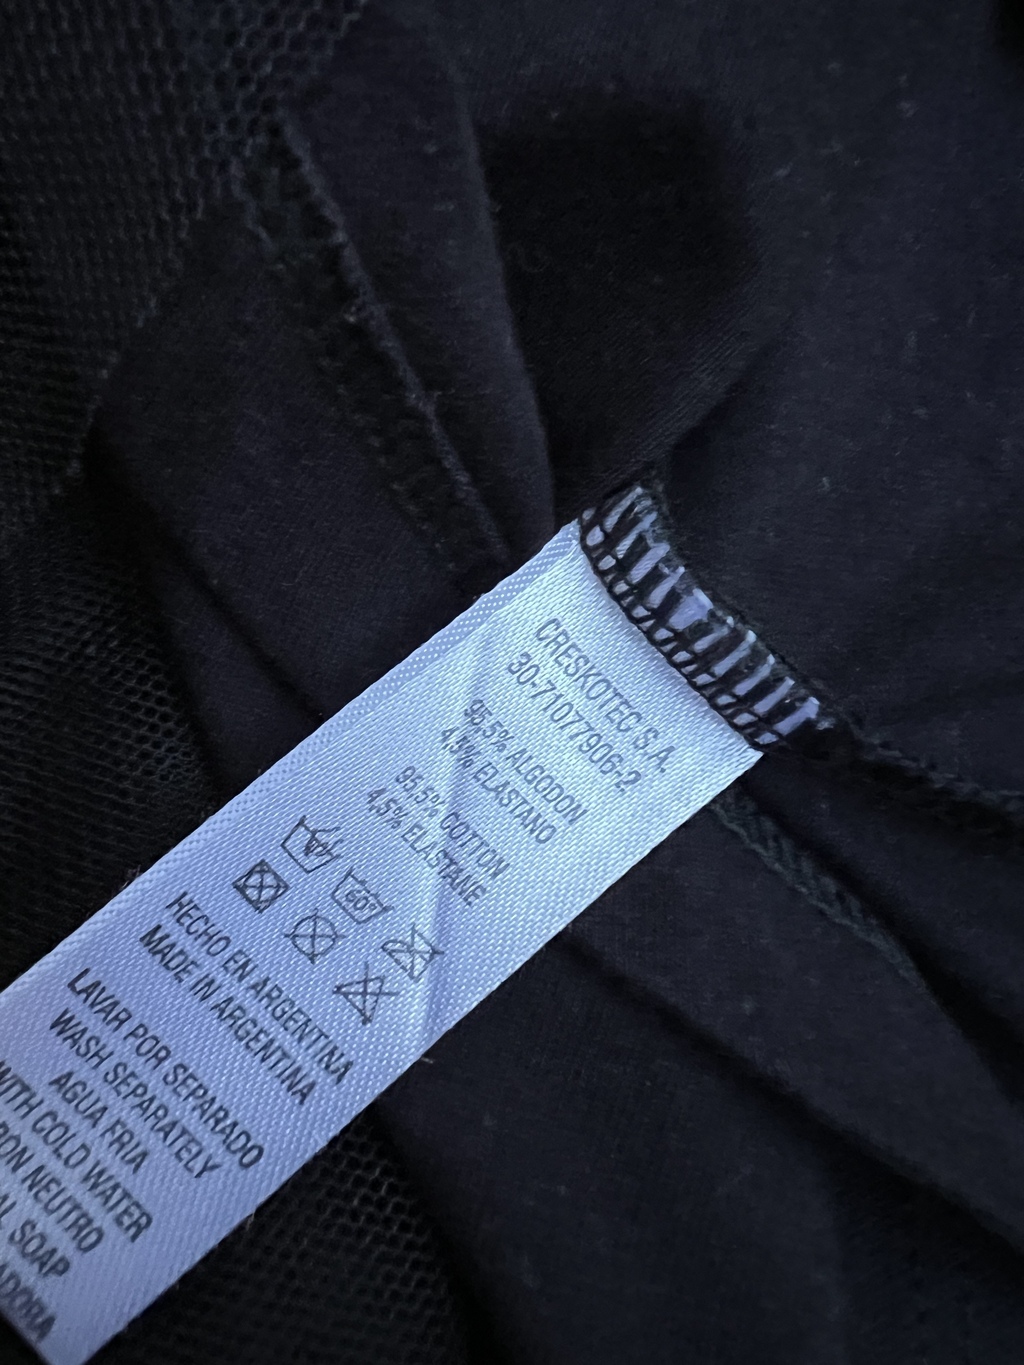 CRESKOTEC S.A.
30-71077906-2
95.5% ALGODON
4,5% ELASTANO
95.5% COTTON
4,5% ELASTANE
HECHO EN ARGENTINA
MADE IN ARGENTINA
LAVAR POR SEPARADO
WASH SEPARATELY
AGUA FRIA
WITH COLD WATER
NEUTRO
SOAP